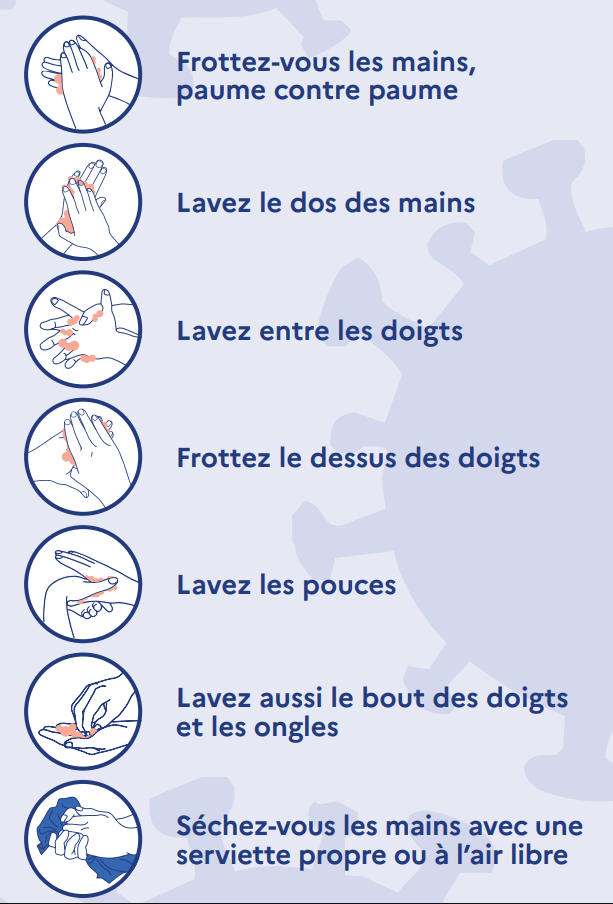 Frottez-vous les mains,
paume contre paume
Lavez le dos des mains
Lavez entre les doigts
Frottez le dessus des doigts
Lavez les pouces
Lavez aussi le bout des doigts
et les ongles
Séchez-vous les mains avec une
serviette propre ou à l’air libre